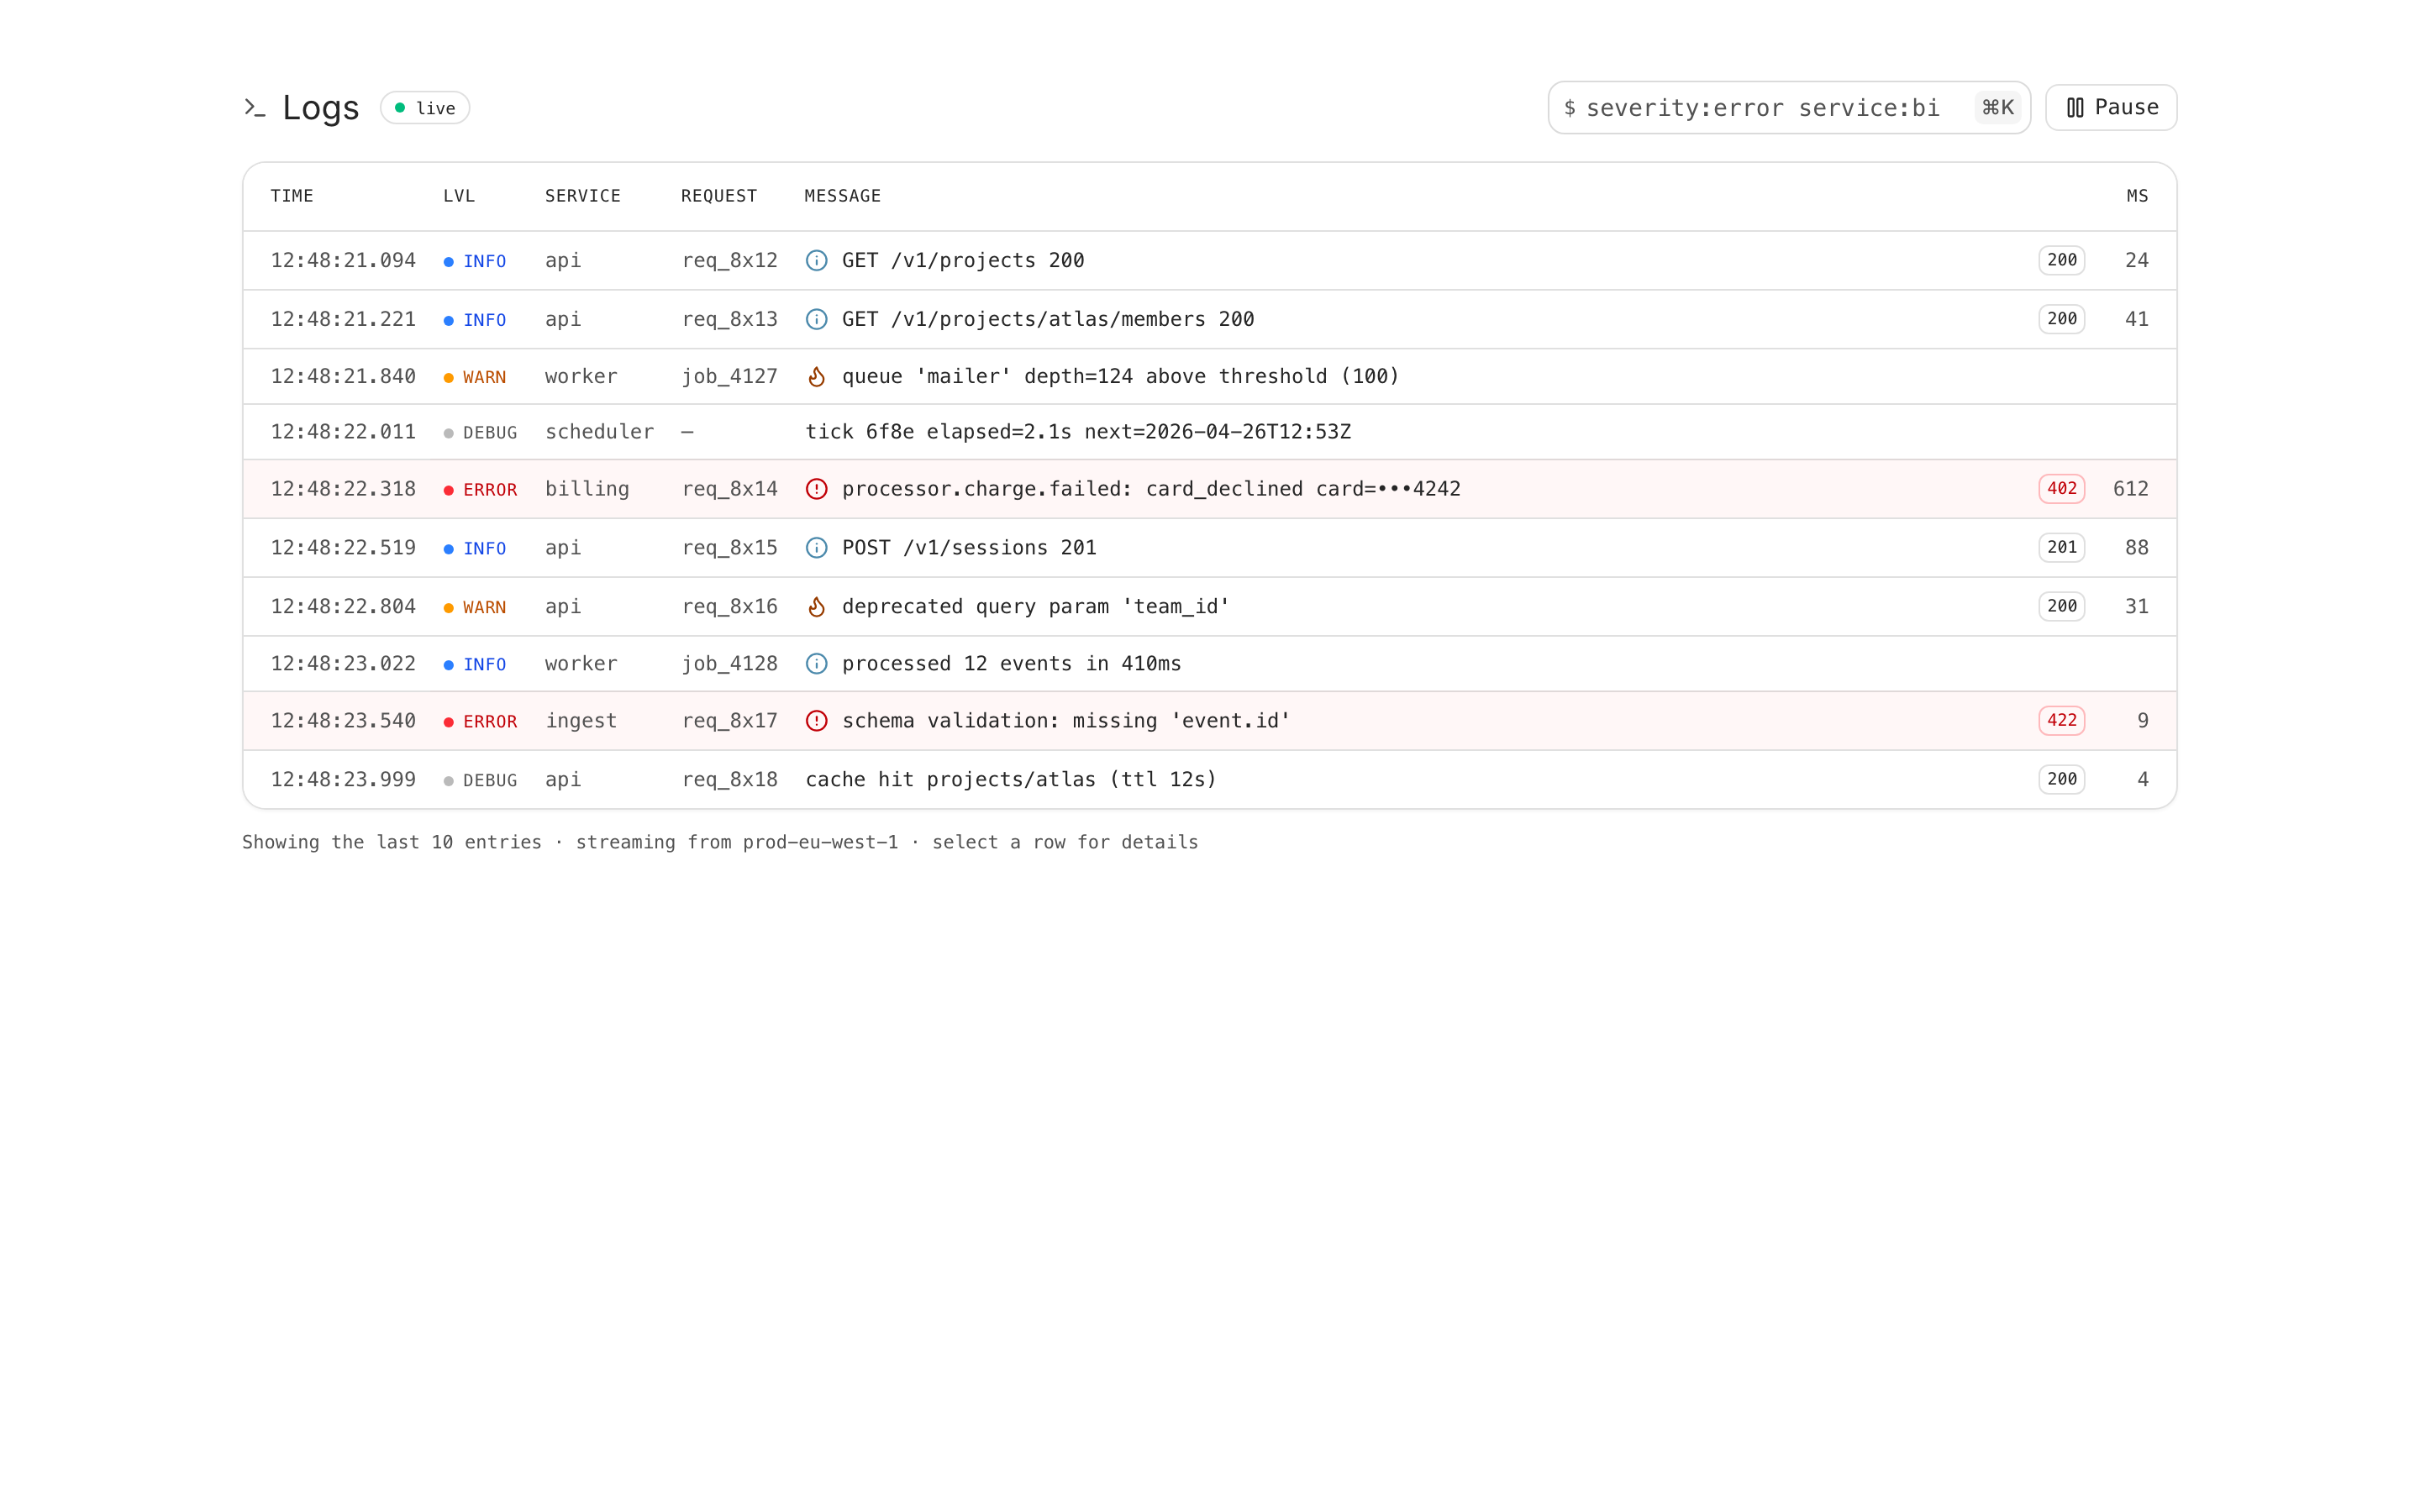 Logs live $ severity:error service:bi ⌘K Pause
TIME LVL SERVICE REQUEST MESSAGE MS
12:48:21.094 INFO api req_8x12 GET /v1/projects 200 200 24
12:48:21.221 INFO api req_8x13 GET /v1/projects/atlas/members 200 200 41
12:48:21.840 WARN worker job_4127 queue 'mailer' depth=124 above threshold (100)
12:48:22.011 DEBUG scheduler — tick 6f8e elapsed=2.1s next=2026-04-26T12:53Z
12:48:22.318 ERROR billing req_8x14 processor.charge.failed: card_declined card=•••4242 402 612
12:48:22.519 INFO api req_8x15 POST /v1/sessions 201 201 88
12:48:22.804 WARN api req_8x16 deprecated query param 'team_id' 200 31
12:48:23.022 INFO worker job_4128 processed 12 events in 410ms
12:48:23.540 ERROR ingest req_8x17 schema validation: missing 'event.id' 422 9
12:48:23.999 DEBUG api req_8x18 cache hit projects/atlas (ttl 12s) 200 4
Showing the last 10 entries · streaming from prod-eu-west-1 · select a row for details